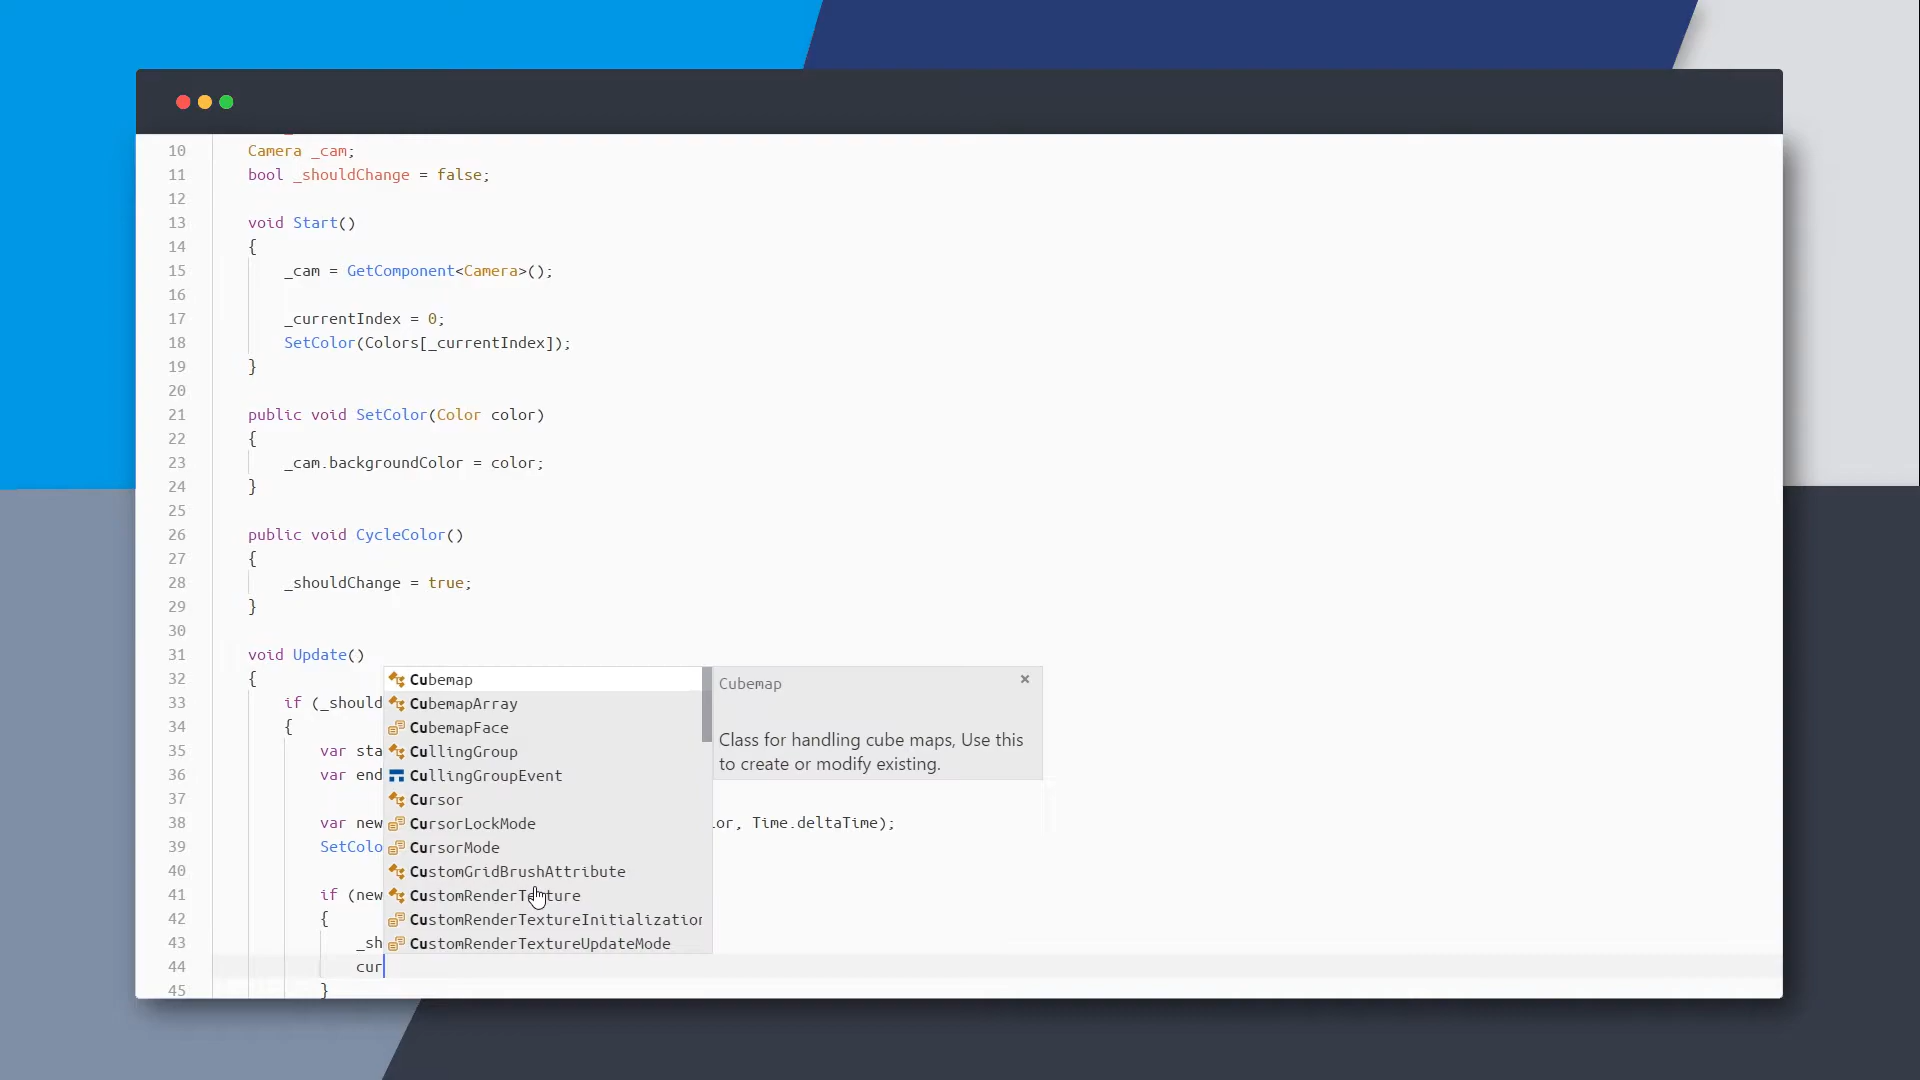 10 Camera _cam;
11 bool _shouldChange = false;
12
13 void Start()
14 {
15 _cam = GetComponent<Camera>();
16
17 _currentIndex = 0;
18 SetColor(Colors[_currentIndex]);
19 }
20
21 public void SetColor(Color color)
22 {
23 _cam.backgroundColor = color;
24 }
25
26 public void CycleColor()
27 {
28 _shouldChange = true;
29 }
30
31 void Update()
32 {
33 if (_should
34 {
35 var sta
36 var end
37
38 var new or, Time.deltaTime);
39 SetColo
40
41 if (new
42 {
43 _sh
44 cur
45 }
Cubemap
CubemapArray
CubemapFace
CullingGroup
CullingGroupEvent
Cursor
CursorLockMode
CursorMode
CustomGridBrushAttribute
CustomRenderTexture
CustomRenderTextureInitialization
CustomRenderTextureUpdateMode
Cubemap ×
Class for handling cube maps, Use this
to create or modify existing.